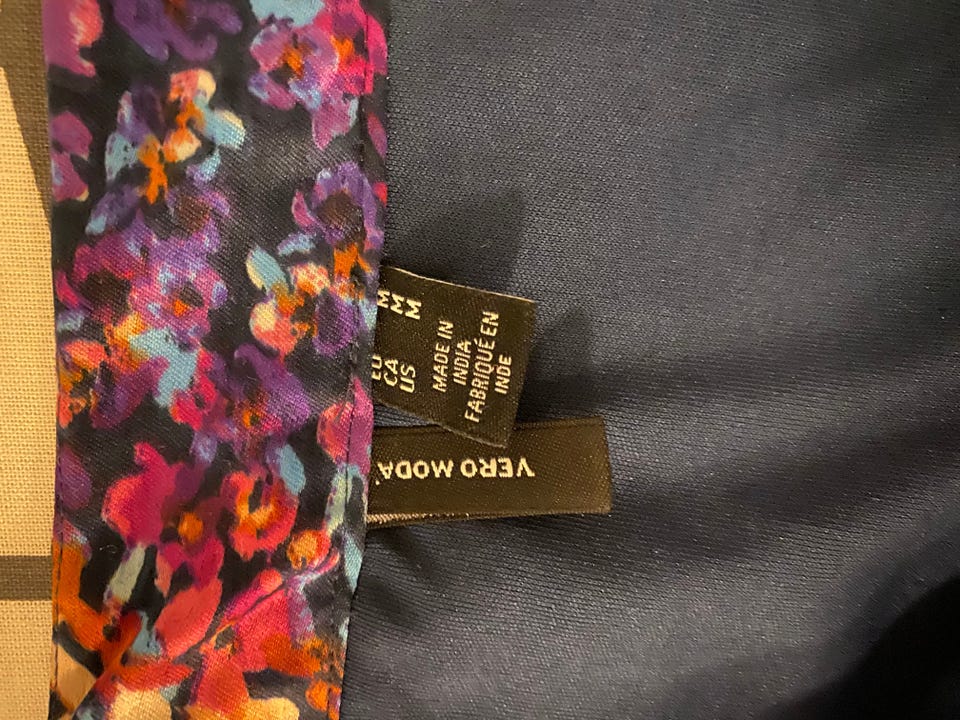 EU M
CA M
US M
MADE IN
INDIA
FABRIQUÉ EN
INDE
VERO MODA